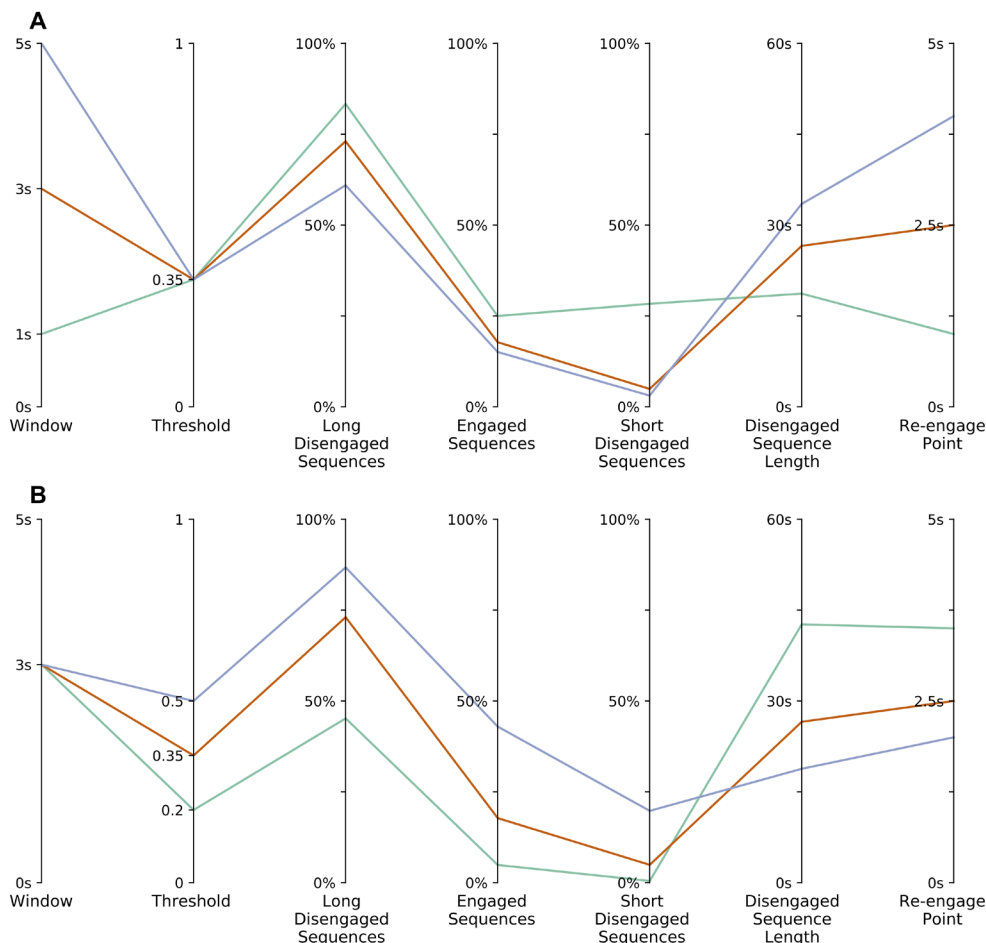 A
5s 1 100% 100% 100% 60s 5s
3s 50% 50% 50% 30s 2.5s
0.35
1s
0s 0 0% 0% 0% 0s 0s
Window Threshold Long Engaged Short Disengaged Re-engage
Disengaged Sequences Disengaged Sequence Point
Sequences Sequences Length
B
5s 1 100% 100% 100% 60s 5s
3s
0.5 50% 50% 50% 30s 2.5s
0.35
0.2
0s 0 0% 0% 0% 0s 0s
Window Threshold Long Engaged Short Disengaged Re-engage
Disengaged Sequences Disengaged Sequence Point
Sequences Sequences Length